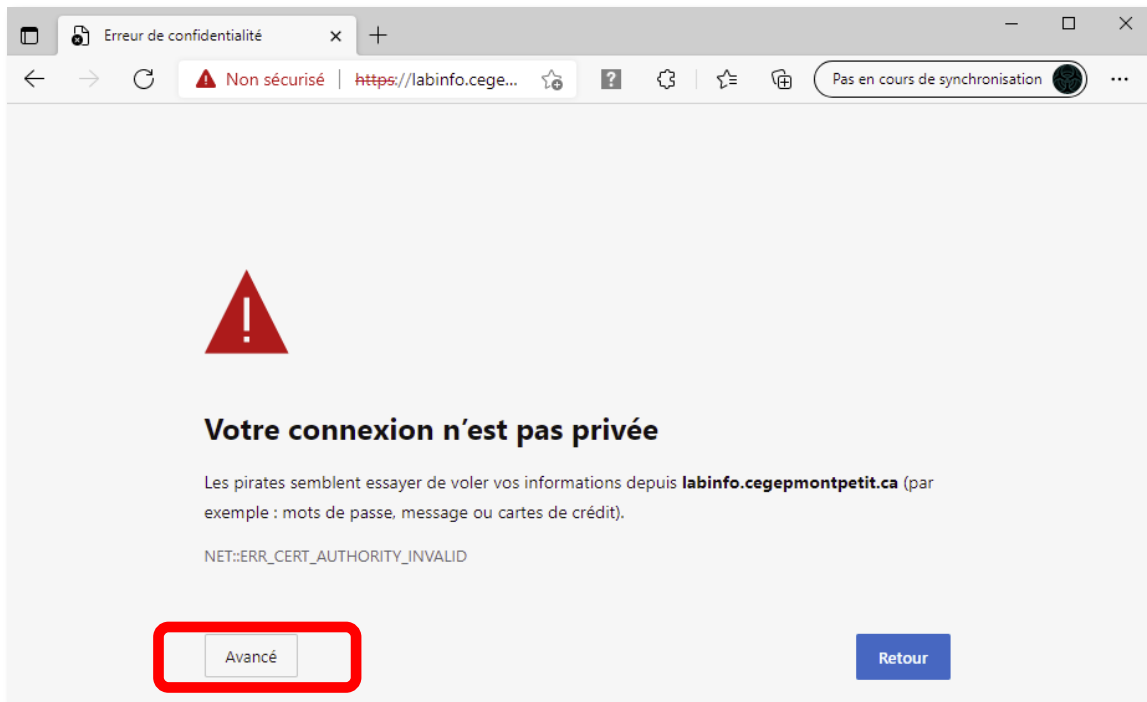 Erreur de confidentialité
Non sécurisé | https://labinfo.cege...
Pas en cours de synchronisation
Votre connexion n’est pas privée
Les pirates semblent essayer de voler vos informations depuis labinfo.cegepmontpetit.ca (par
exemple : mots de passe, message ou cartes de crédit).
NET::ERR_CERT_AUTHORITY_INVALID
Avancé
Retour